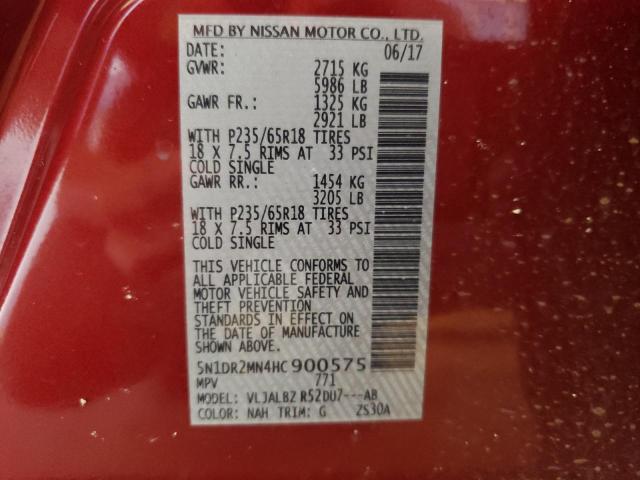 MFD BY NISSAN MOTOR CO., LTD.
DATE: 06/17
GVWR: 2715 KG
5986 LB
GAWR FR.: 1325 KG
2921 LB
WITH P235/65R18 TIRES
18 X 7.5 RIMS AT 33 PSI
COLD SINGLE
GAWR RR.: 1454 KG
3205 LB
WITH P235/65R18 TIRES
18 X 7.5 RIMS AT 33 PSI
COLD SINGLE
THIS VEHICLE CONFORMS TO
ALL APPLICABLE FEDERAL
MOTOR VEHICLE SAFETY AND
THEFT PREVENTION
STANDARDS IN EFFECT ON
THE DATE OF MANUFACTURE
SHOWN ABOVE.
5N1DR2MN4HC900575
MPV 771
MODEL: VLJALBZ R52DU7---AB
COLOR: NAH TRIM: G ZS30A